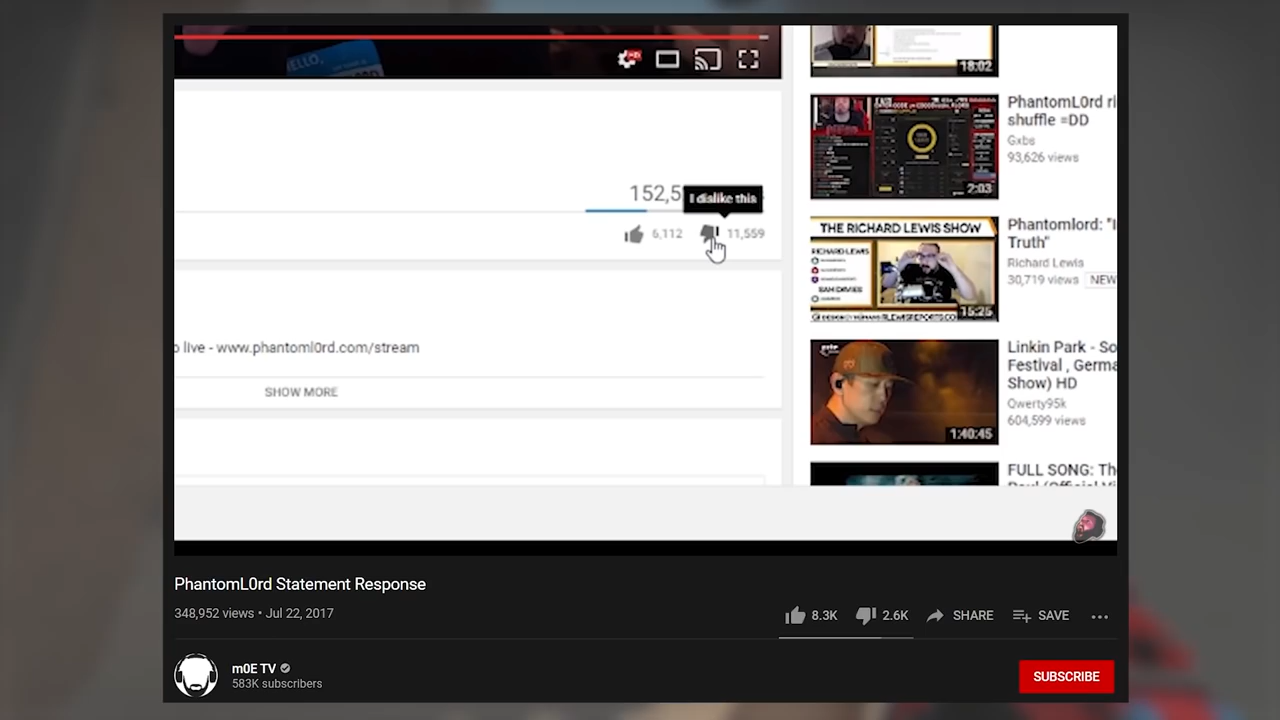 HELLO,
18:02
PhantomL0rd ri
shuffle =DD
Gxbs
93,626 views
2:03
152,5
I dislike this
6,112
11,559
THE RICHARD LEWIS SHOW
RICHARD LEWIS
15:25
Phantomlord: "I
Truth"
Richard Lewis
30,719 views NEW
o live - www.phantoml0rd.com/stream
SHOW MORE
Linkin Park - So
Festival , Germa
Show) HD
Qwerty95k
604,599 views
1:40:45
FULL SONG: Th
PhantomL0rd Statement Response
348,952 views • Jul 22, 2017
8.3K
2.6K
SHARE
SAVE
m0E TV
583K subscribers
SUBSCRIBE